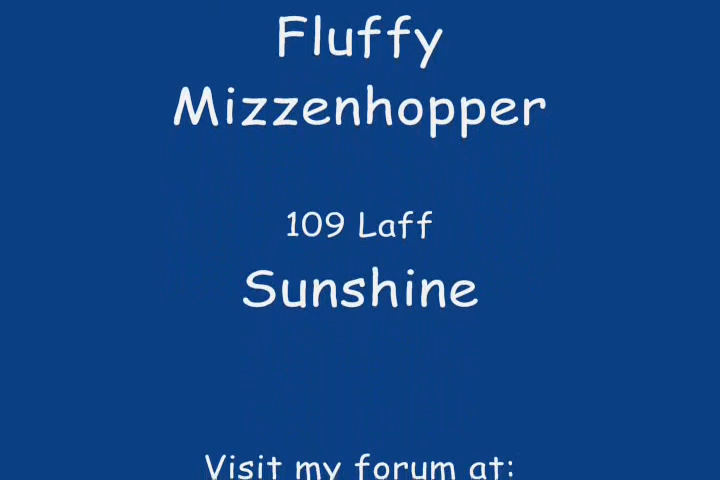 Fluffy
Mizzenhopper
109 Laff
Sunshine
Visit my forum at: